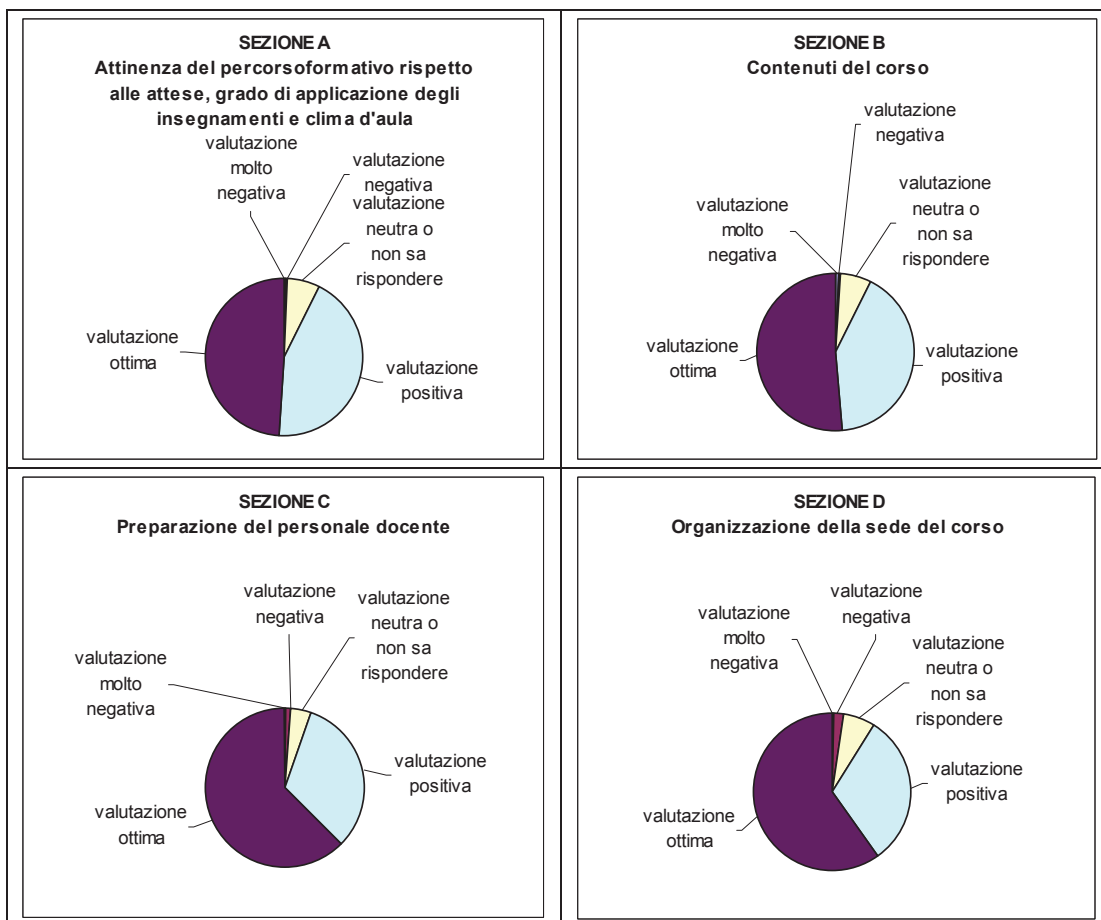 SEZIONE A
Attinenza del percorsoformativo rispetto
alle attese, grado di applicazione degli
insegnamenti e clima d'aula
valutazione
molto
negativa
valutazione
negativa
valutazione
neutra o
non sa
rispondere
valutazione
ottima
valutazione
positiva
SEZIONE B
Contenuti del corso
valutazione
negativa
valutazione
neutra o
non sa
rispondere
valutazione
molto
negativa
valutazione
ottima
valutazione
positiva
SEZIONE C
Preparazione del personale docente
valutazione
negativa
valutazione
neutra o
non sa
rispondere
valutazione
molto
negativa
valutazione
positiva
valutazione
ottima
SEZIONE D
Organizzazione della sede del corso
valutazione
molto
negativa
valutazione
negativa
valutazione
neutra o
non sa
rispondere
valutazione
positiva
valutazione
ottima